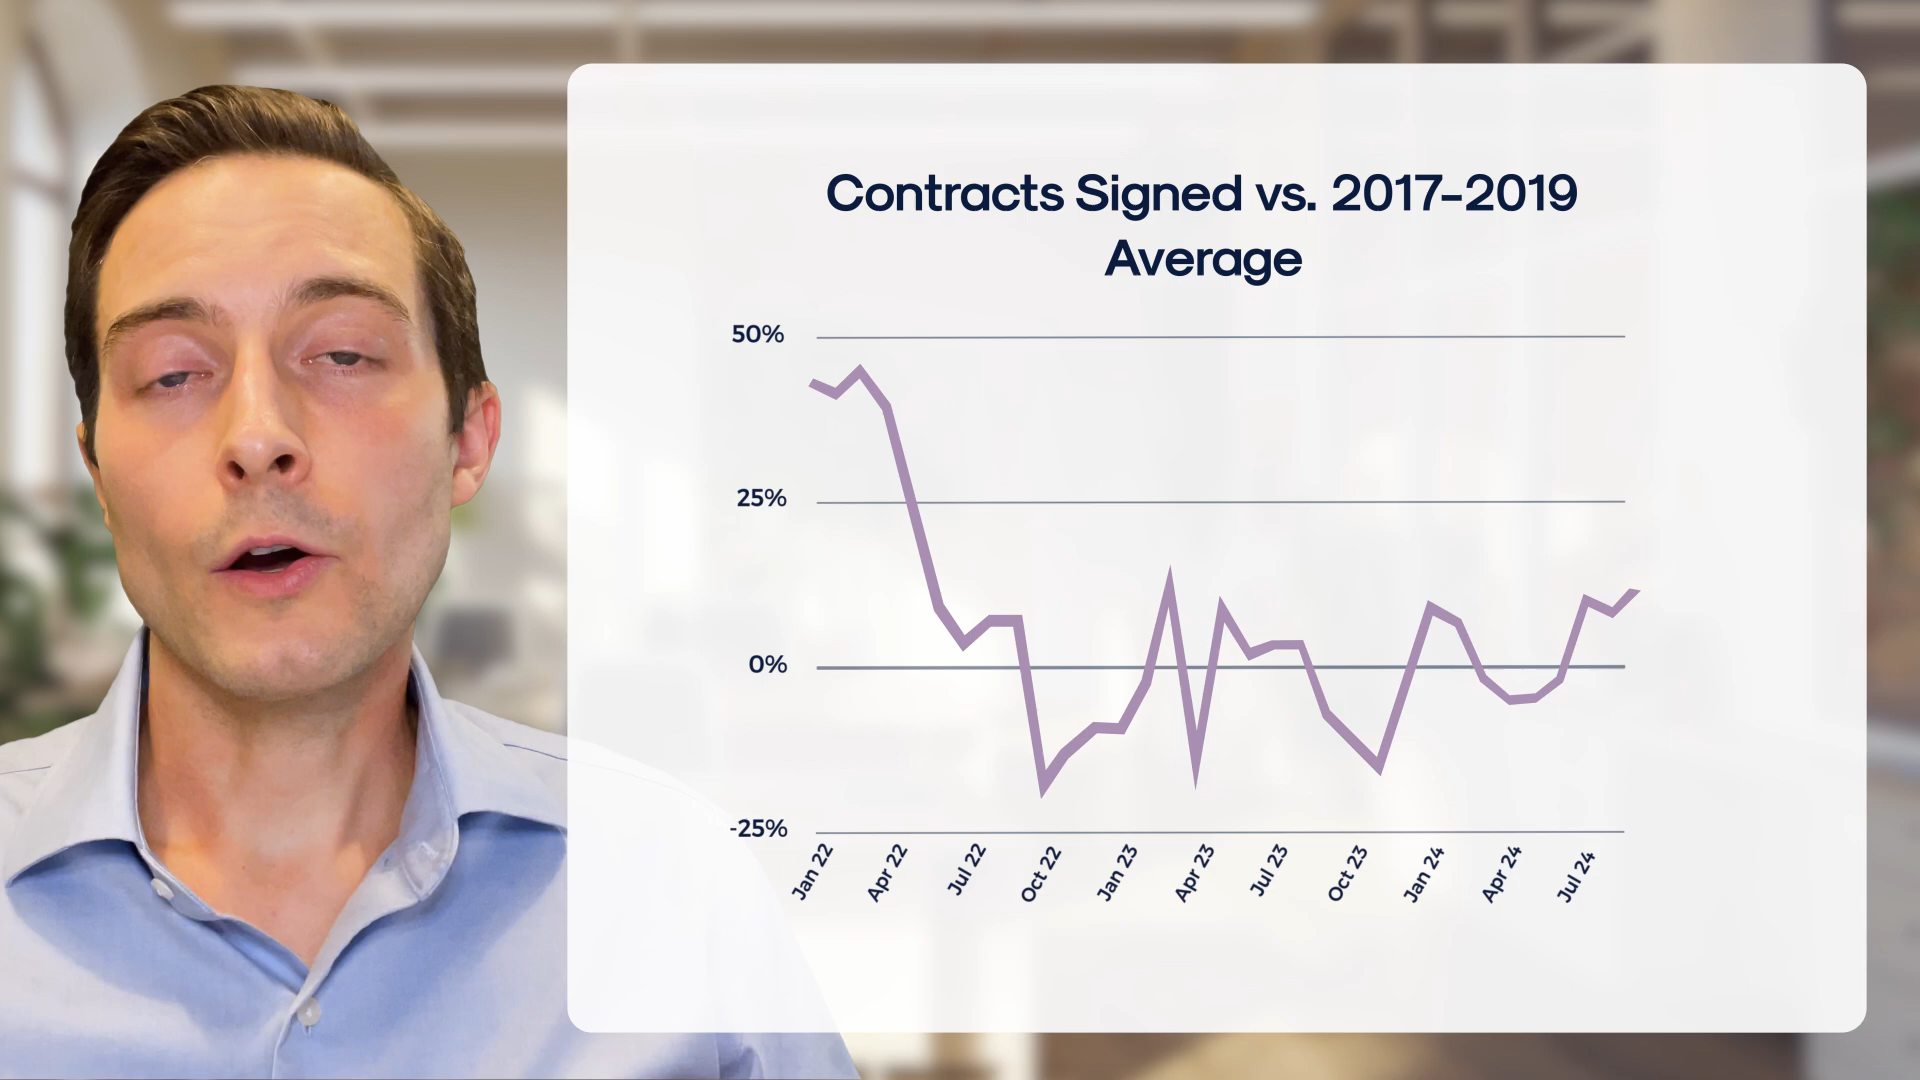 Contracts Signed vs. 2017–2019
Average
50%
25%
0%
-25%
Jan 22
Apr 22
Jul 22
Oct 22
Jan 23
Apr 23
Jul 23
Oct 23
Jan 24
Apr 24
Jul 24